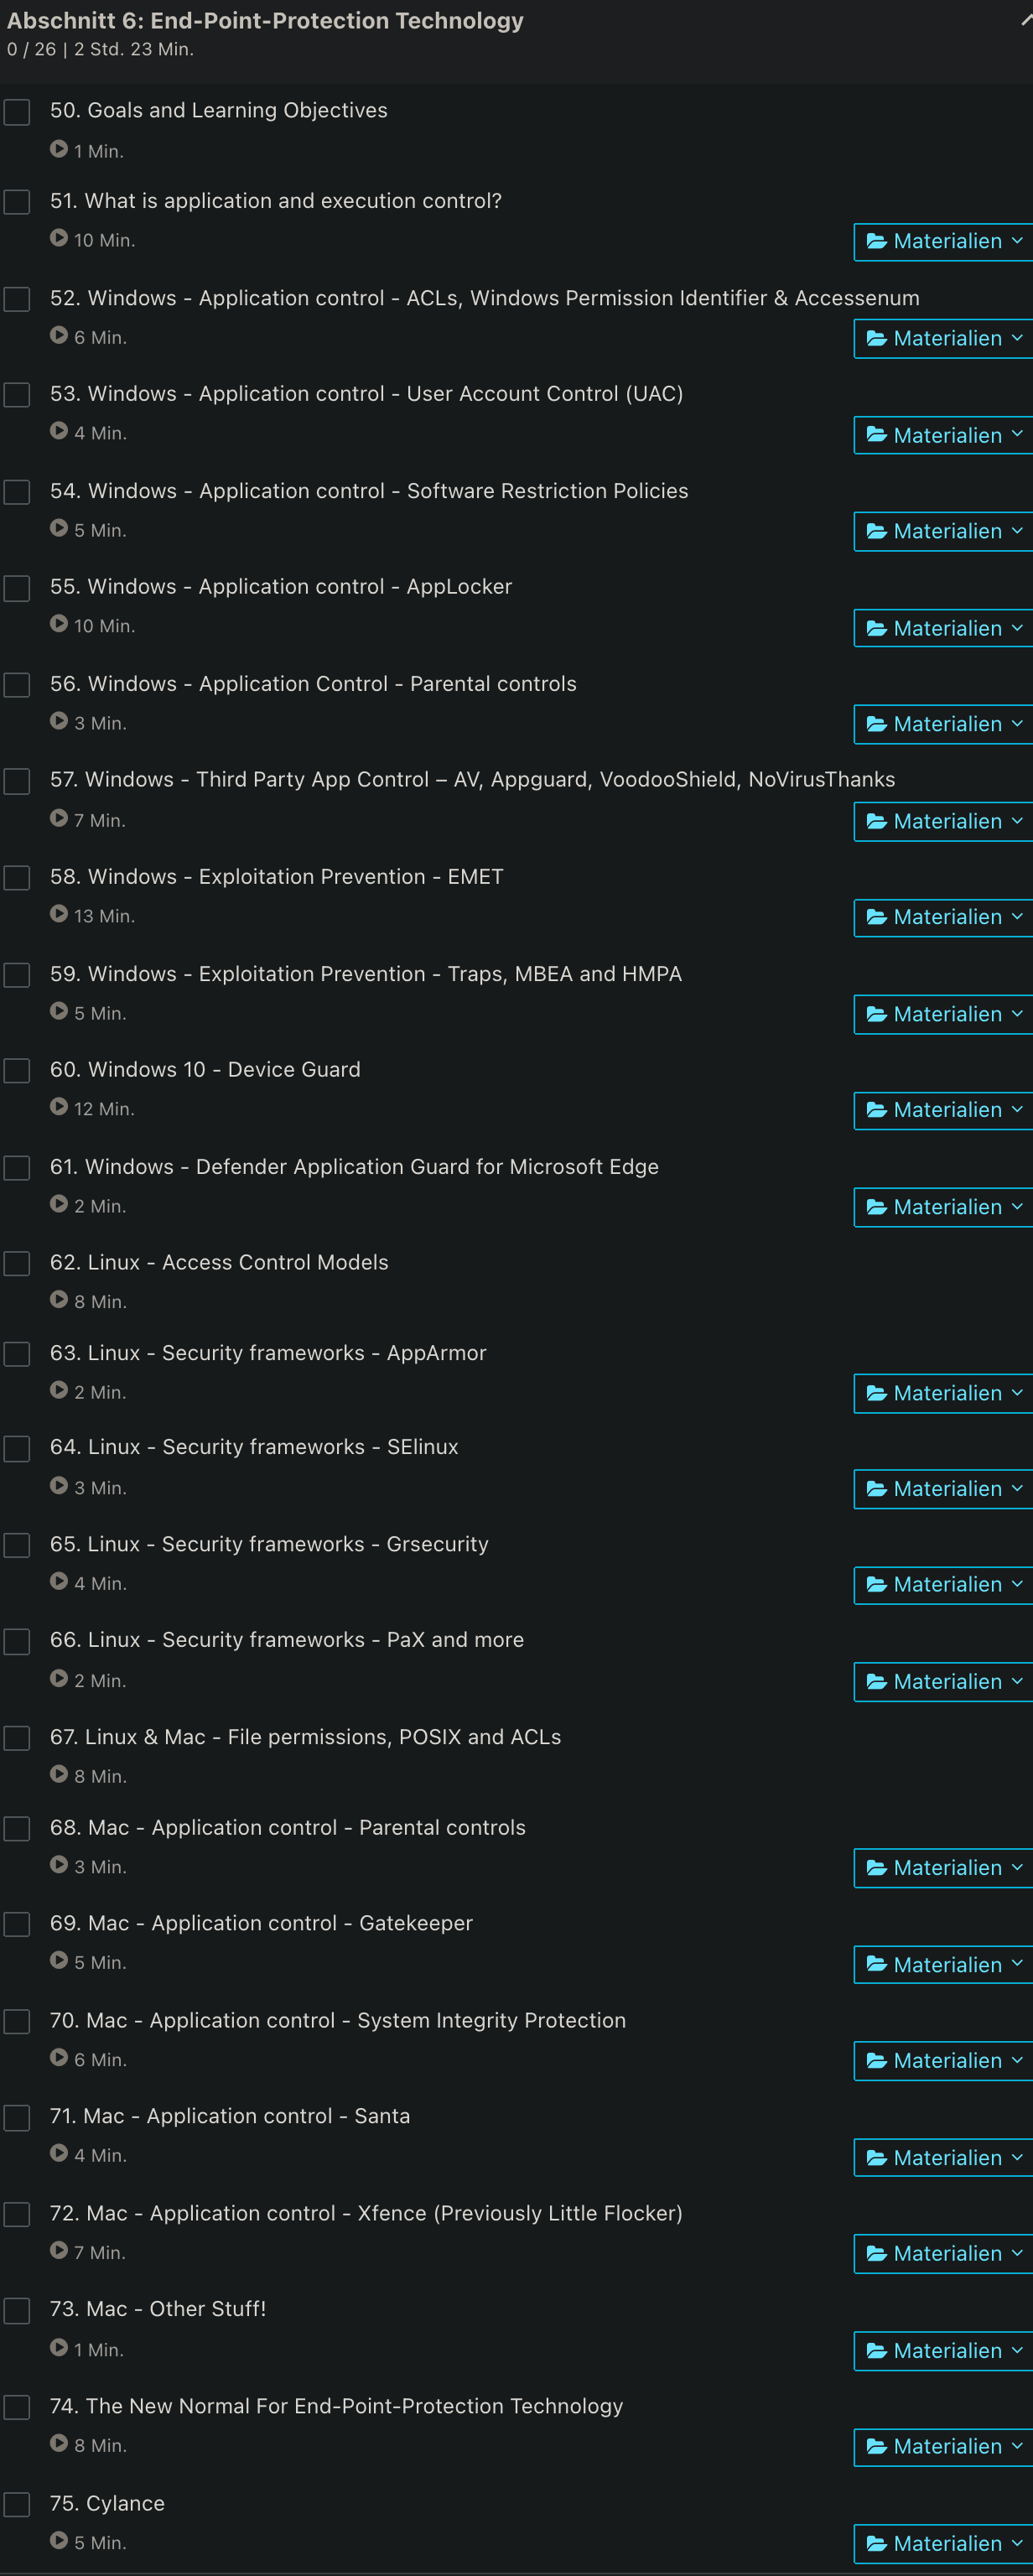 Abschnitt 6: End-Point-Protection Technology
0 / 26 | 2 Std. 23 Min.
50. Goals and Learning Objectives
1 Min.
51. What is application and execution control?
10 Min.
Materialien
52. Windows - Application control - ACLs, Windows Permission Identifier & Accessenum
6 Min.
Materialien
53. Windows - Application control - User Account Control (UAC)
4 Min.
Materialien
54. Windows - Application control - Software Restriction Policies
5 Min.
Materialien
55. Windows - Application control - AppLocker
10 Min.
Materialien
56. Windows - Application Control - Parental controls
3 Min.
Materialien
57. Windows - Third Party App Control – AV, Appguard, VoodooShield, NoVirusThanks
7 Min.
Materialien
58. Windows - Exploitation Prevention - EMET
13 Min.
Materialien
59. Windows - Exploitation Prevention - Traps, MBEA and HMPA
5 Min.
Materialien
60. Windows 10 - Device Guard
12 Min.
Materialien
61. Windows - Defender Application Guard for Microsoft Edge
2 Min.
Materialien
62. Linux - Access Control Models
8 Min.
63. Linux - Security frameworks - AppArmor
2 Min.
Materialien
64. Linux - Security frameworks - SElinux
3 Min.
Materialien
65. Linux - Security frameworks - Grsecurity
4 Min.
Materialien
66. Linux - Security frameworks - PaX and more
2 Min.
Materialien
67. Linux & Mac - File permissions, POSIX and ACLs
8 Min.
68. Mac - Application control - Parental controls
3 Min.
Materialien
69. Mac - Application control - Gatekeeper
5 Min.
Materialien
70. Mac - Application control - System Integrity Protection
6 Min.
Materialien
71. Mac - Application control - Santa
4 Min.
Materialien
72. Mac - Application control - Xfence (Previously Little Flocker)
7 Min.
Materialien
73. Mac - Other Stuff!
1 Min.
Materialien
74. The New Normal For End-Point-Protection Technology
8 Min.
Materialien
75. Cylance
5 Min.
Materialien